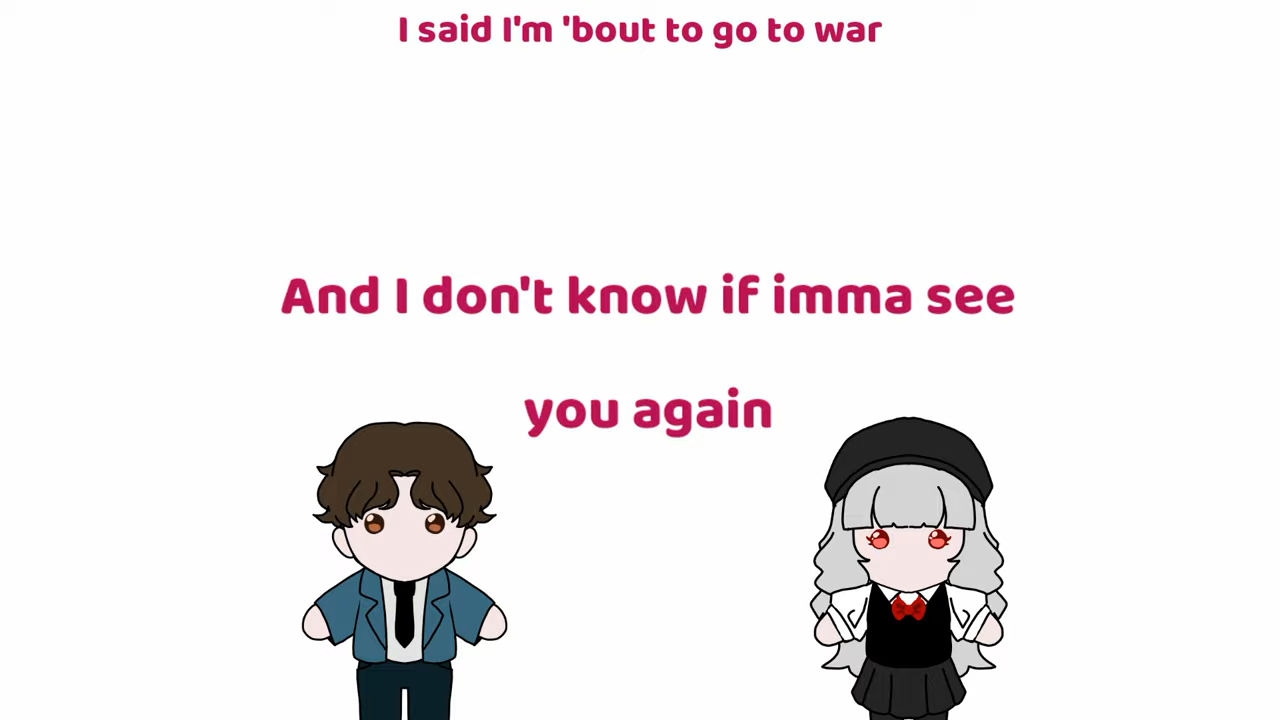 I said I'm 'bout to go to war
And I don't know if imma see
you again